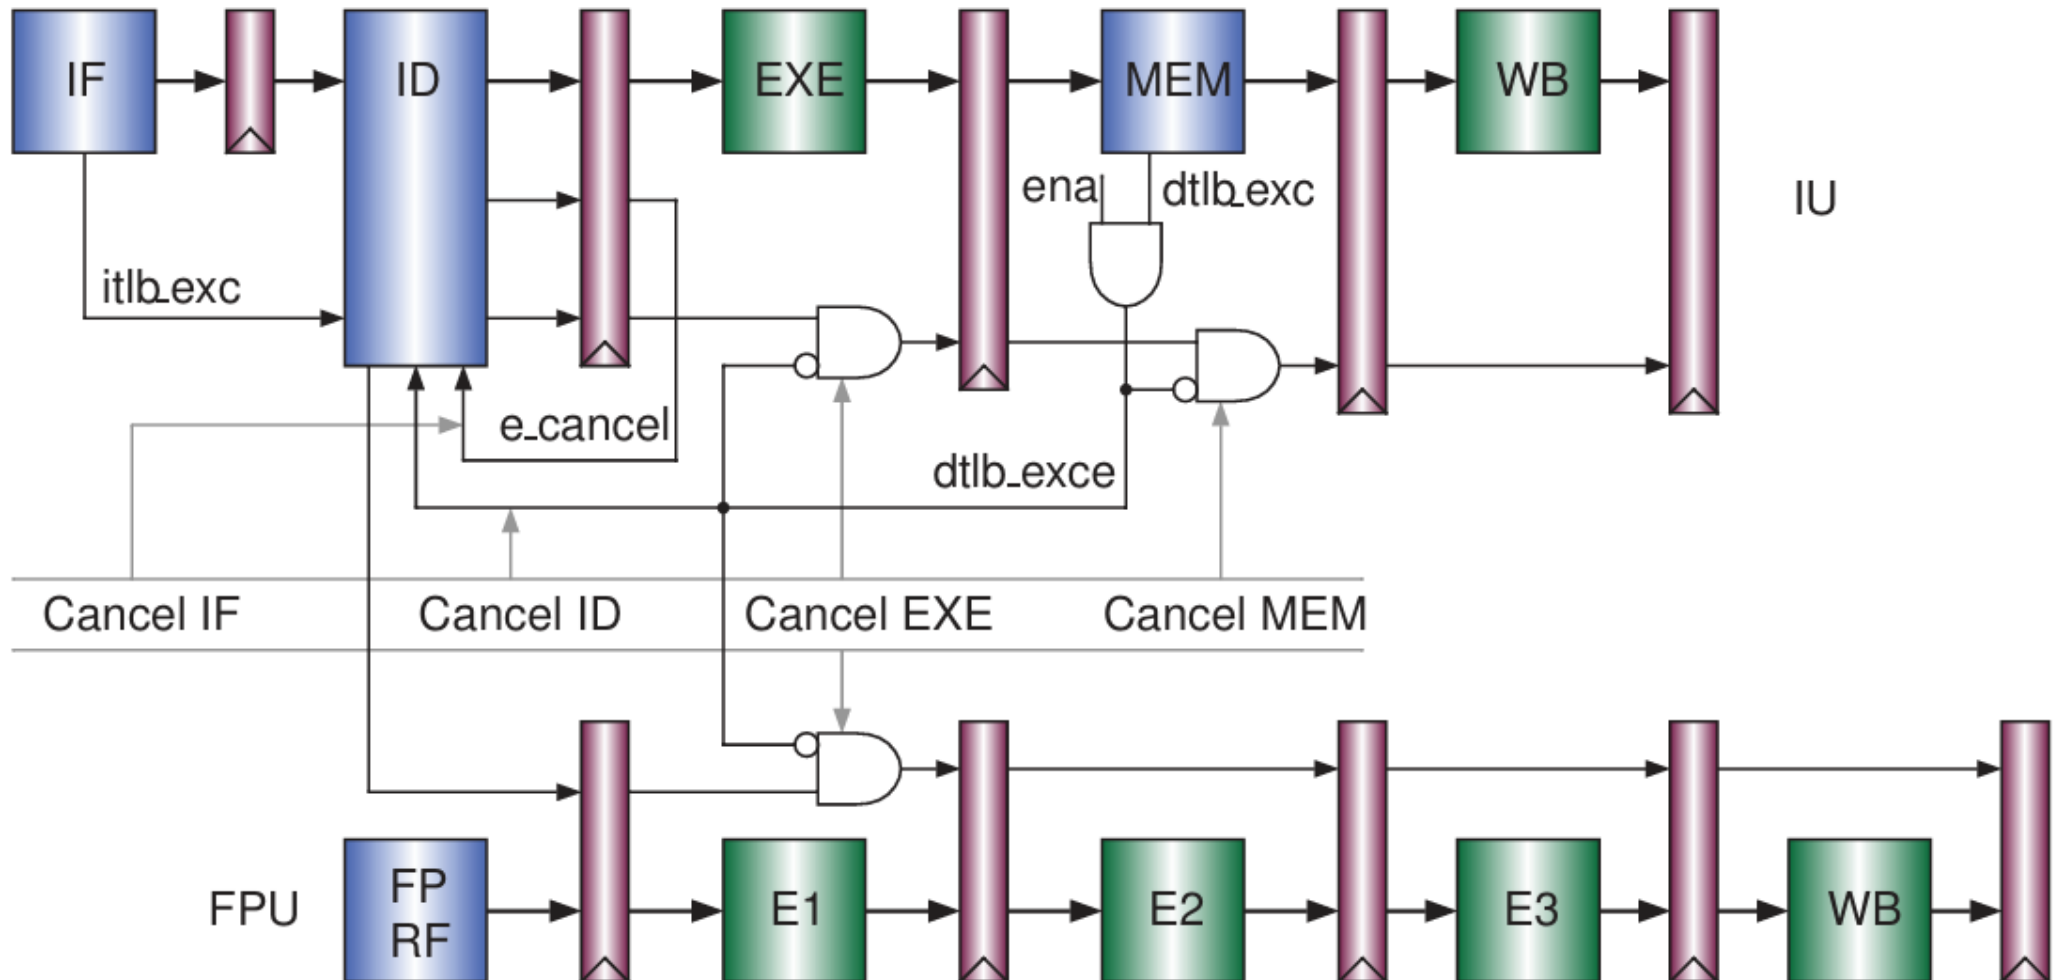 IF
ID
EXE
MEM
WB
ena
dtlb_exc
IU
itlb_exc
e_cancel
dtlb_exce
Cancel IF
Cancel ID
Cancel EXE
Cancel MEM
FPU
FP
RF
E1
E2
E3
WB